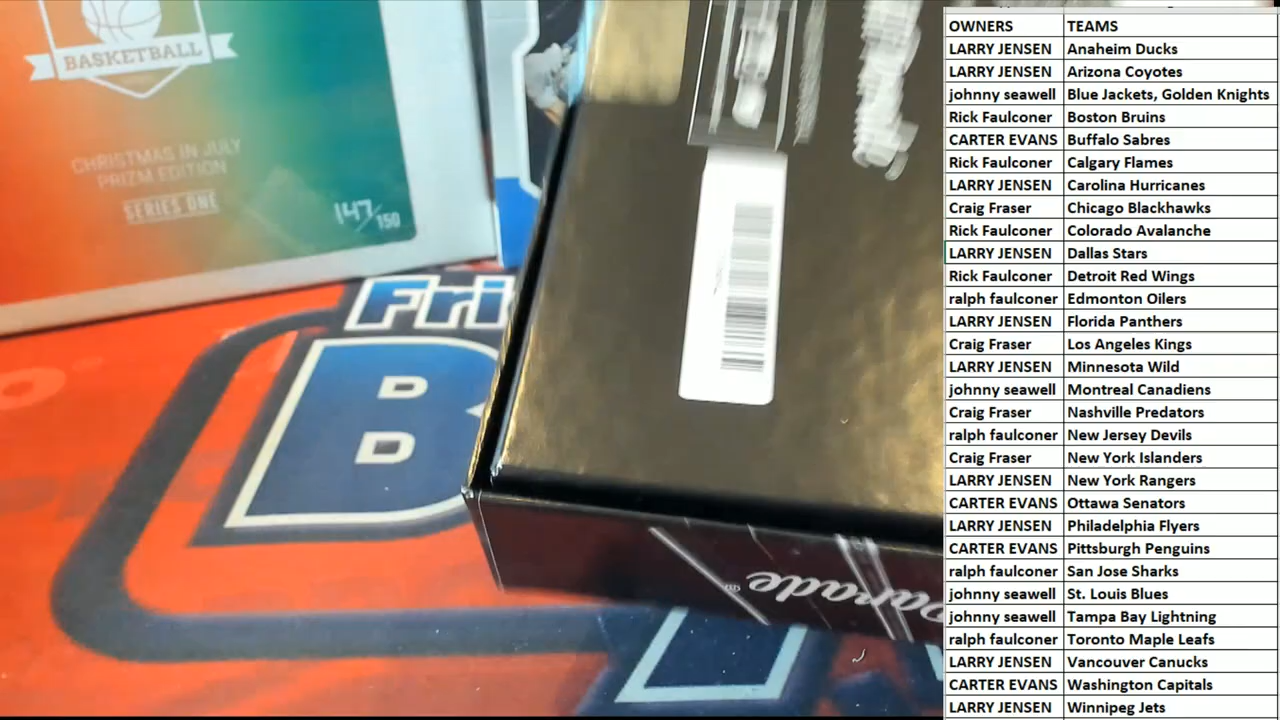 BASKETBALL
CHRISTMAS IN JULY
PRIZM EDITION
SERIES ONE
147/150
Fri
B
parade
OWNERS TEAMS
LARRY JENSEN Anaheim Ducks
LARRY JENSEN Arizona Coyotes
johnny seawell Blue Jackets, Golden Knights
Rick Faulconer Boston Bruins
CARTER EVANS Buffalo Sabres
Rick Faulconer Calgary Flames
LARRY JENSEN Carolina Hurricanes
Craig Fraser Chicago Blackhawks
Rick Faulconer Colorado Avalanche
LARRY JENSEN Dallas Stars
Rick Faulconer Detroit Red Wings
ralph faulconer Edmonton Oilers
LARRY JENSEN Florida Panthers
Craig Fraser Los Angeles Kings
LARRY JENSEN Minnesota Wild
johnny seawell Montreal Canadiens
Craig Fraser Nashville Predators
ralph faulconer New Jersey Devils
Craig Fraser New York Islanders
LARRY JENSEN New York Rangers
CARTER EVANS Ottawa Senators
LARRY JENSEN Philadelphia Flyers
CARTER EVANS Pittsburgh Penguins
ralph faulconer San Jose Sharks
johnny seawell St. Louis Blues
johnny seawell Tampa Bay Lightning
ralph faulconer Toronto Maple Leafs
LARRY JENSEN Vancouver Canucks
CARTER EVANS Washington Capitals
LARRY JENSEN Winnipeg Jets